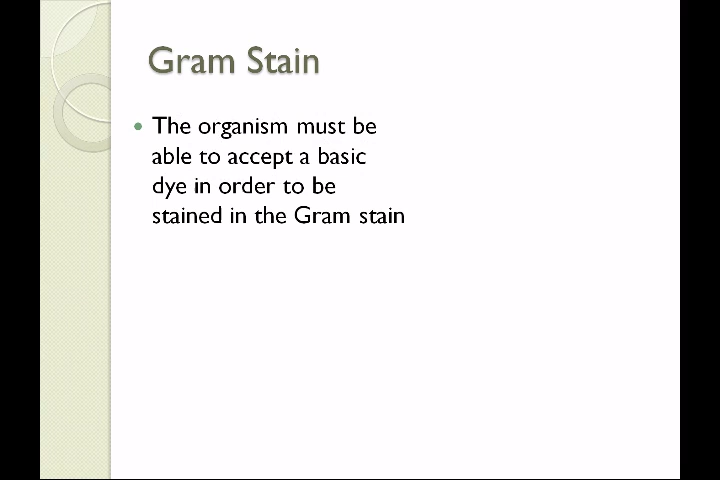 Gram Stain
• The organism must be
able to accept a basic
dye in order to be
stained in the Gram stain